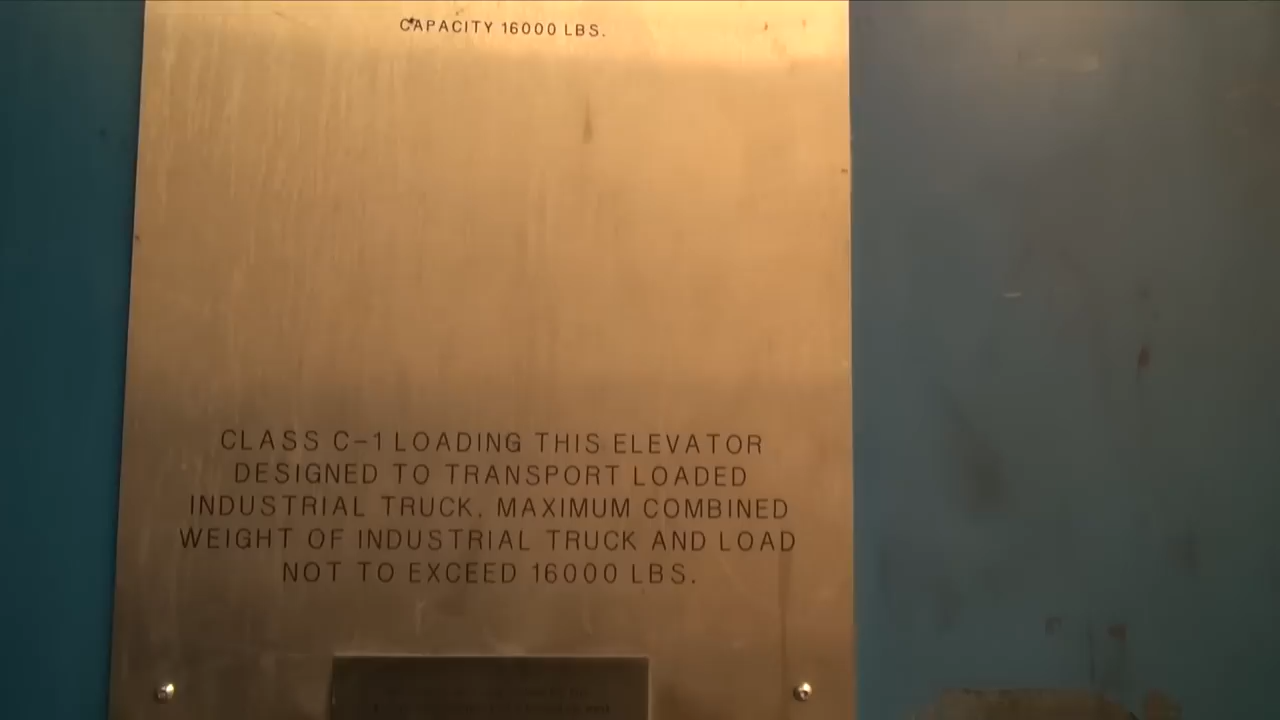 CAPACITY 16000 LBS.
CLASS C-1 LOADING THIS ELEVATOR
DESIGNED TO TRANSPORT LOADED
INDUSTRIAL TRUCK. MAXIMUM COMBINED
WEIGHT OF INDUSTRIAL TRUCK AND LOAD
NOT TO EXCEED 16000 LBS.